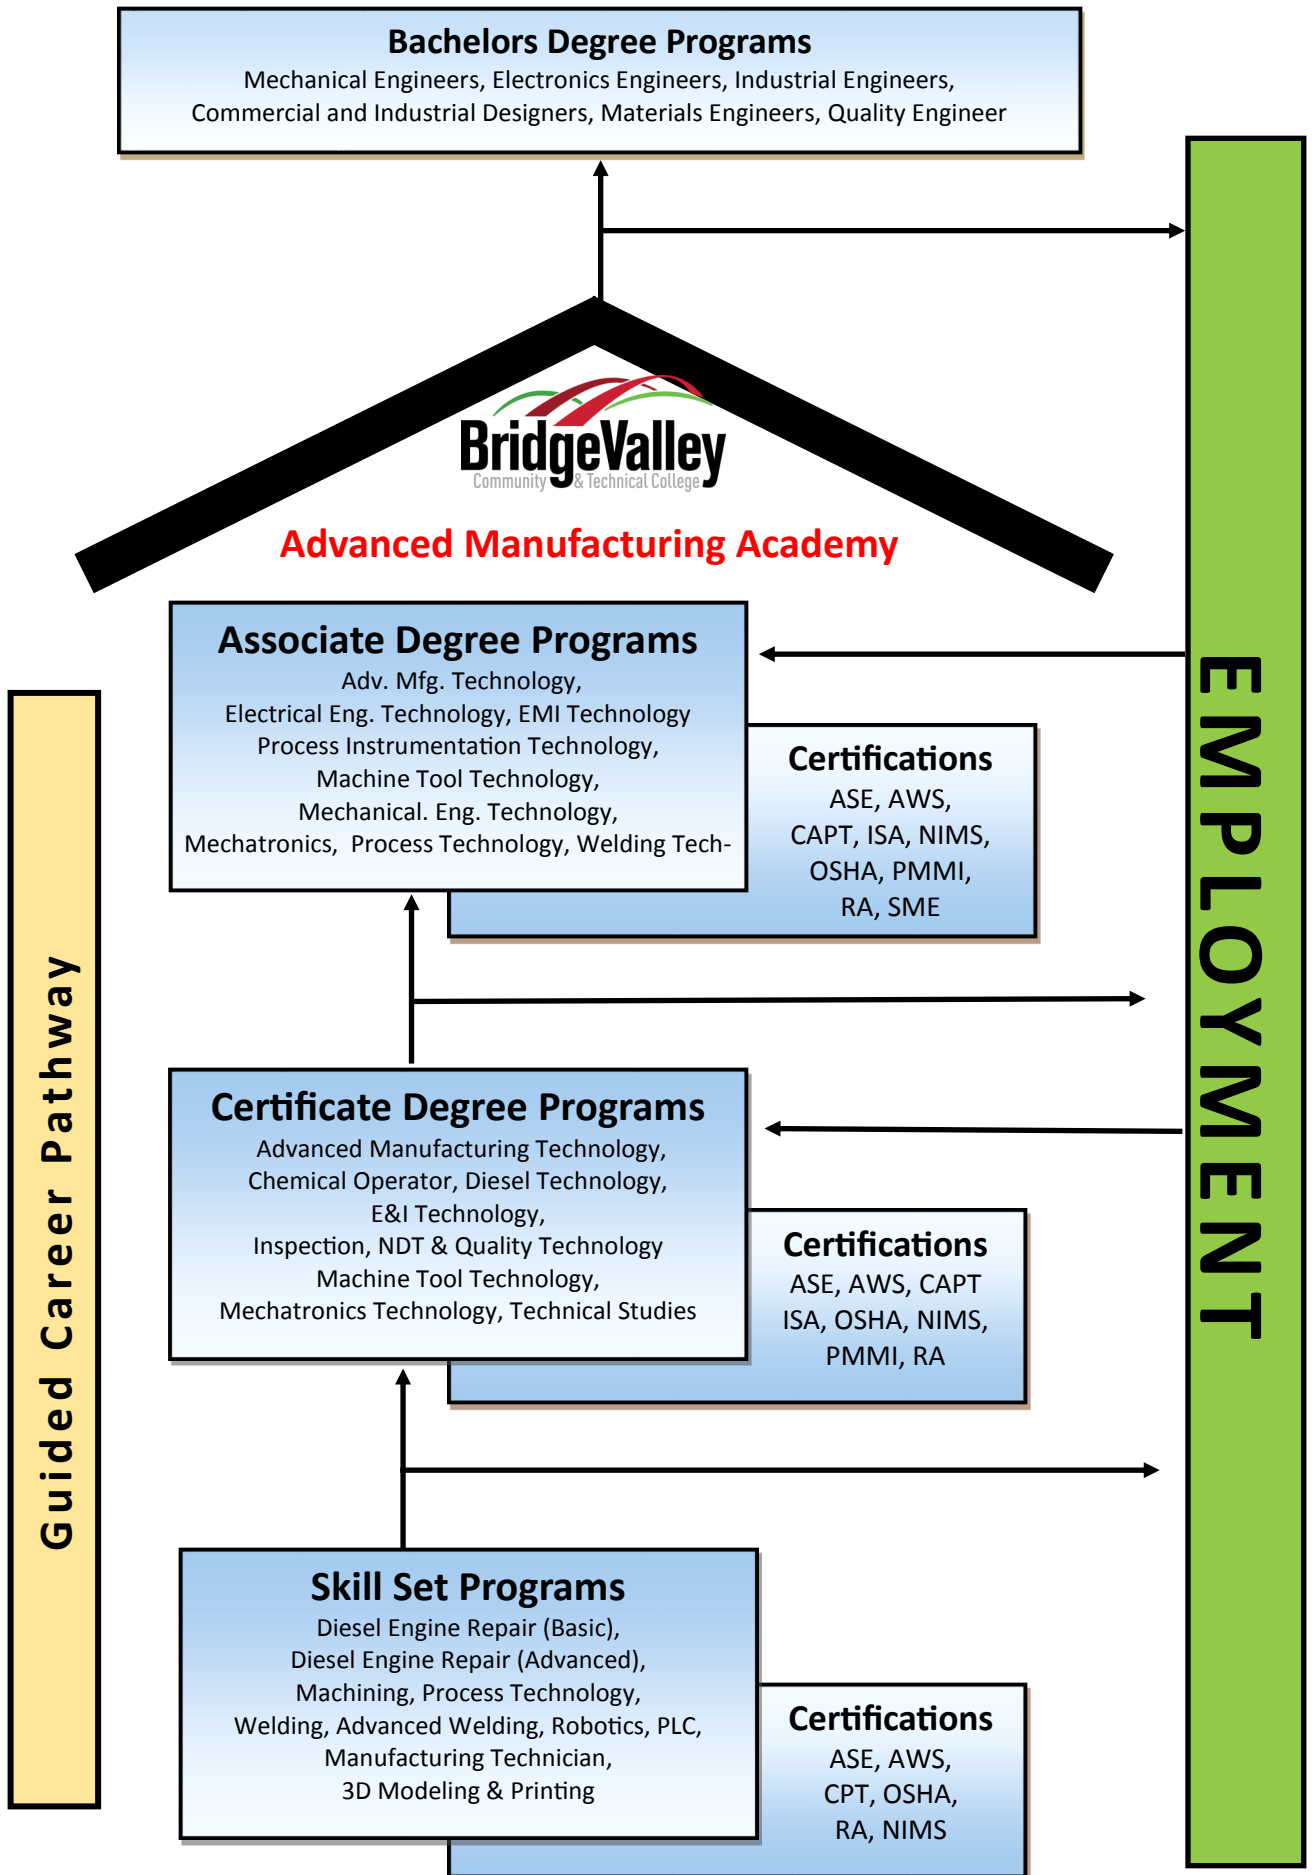 Bachelors Degree Programs
Mechanical Engineers, Electronics Engineers, Industrial Engineers,
Commercial and Industrial Designers, Materials Engineers, Quality Engineer
BridgeValley
Community & Technical College
Advanced Manufacturing Academy
Associate Degree Programs
Adv. Mfg. Technology,
Electrical Eng. Technology, EMI Technology
Process Instrumentation Technology,
Machine Tool Technology,
Mechanical. Eng. Technology,
Mechatronics, Process Technology, Welding Tech-
Certifications
ASE, AWS,
CAPT, ISA, NIMS,
OSHA, PMMI,
RA, SME
Certificate Degree Programs
Advanced Manufacturing Technology,
Chemical Operator, Diesel Technology,
E&I Technology,
Inspection, NDT & Quality Technology
Machine Tool Technology,
Mechatronics Technology, Technical Studies
Certifications
ASE, AWS, CAPT
ISA, OSHA, NIMS,
PMMI, RA
Skill Set Programs
Diesel Engine Repair (Basic),
Diesel Engine Repair (Advanced),
Machining, Process Technology,
Welding, Advanced Welding, Robotics, PLC,
Manufacturing Technician,
3D Modeling & Printing
Certifications
ASE, AWS,
CPT, OSHA,
RA, NIMS
Guided Career Pathway
EMPLOYMENT